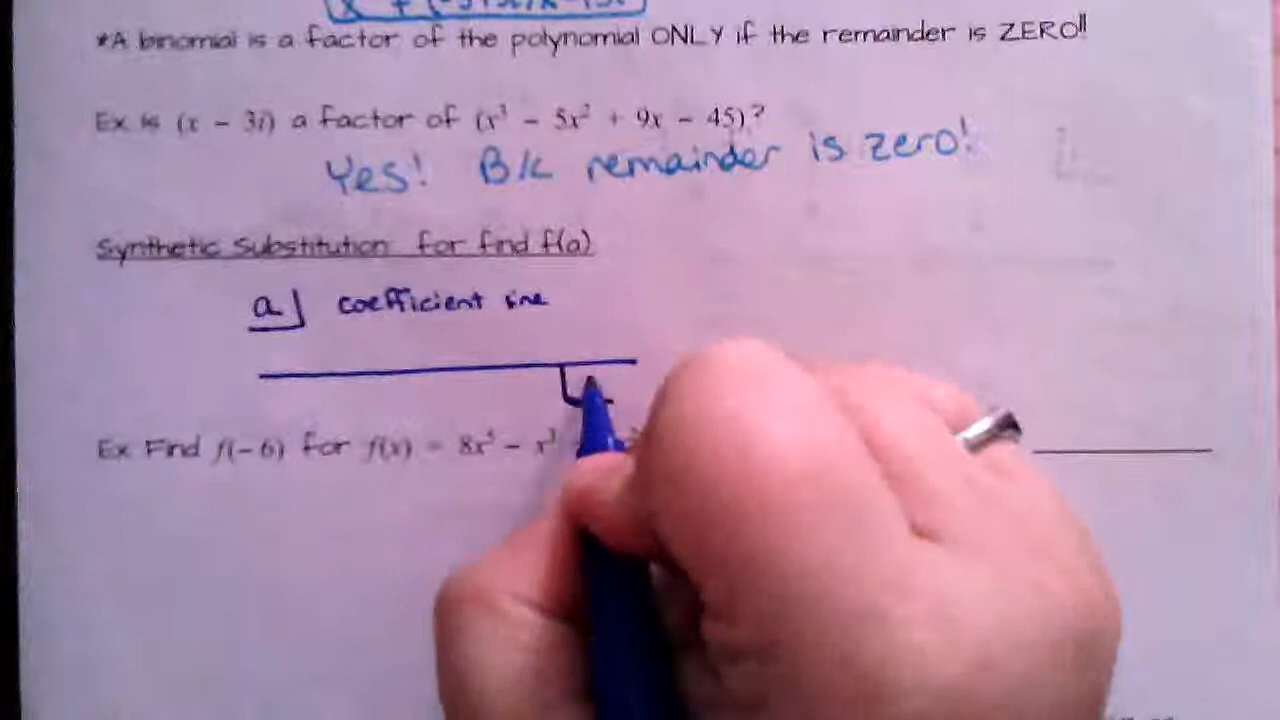 *A binomial is a factor of the polynomial ONLY if the remainder is ZERO!!
Ex Is (x - 3i) a factor of (x³ - 5x² + 9x - 45)?
Yes! B/c remainder is zero!
Synthetic Substitution for find f(a)
a coefficient line
Ex Find f(-6) for f(x) = 8x⁵ - x³